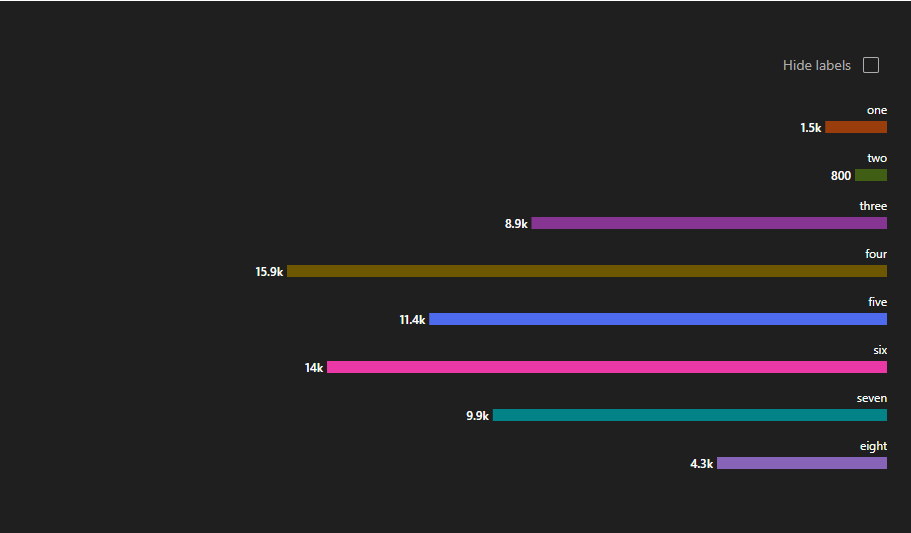 Hide labels
one
1.5k
two
800
three
8.9k
four
15.9k
five
11.4k
six
14k
seven
9.9k
eight
4.3k